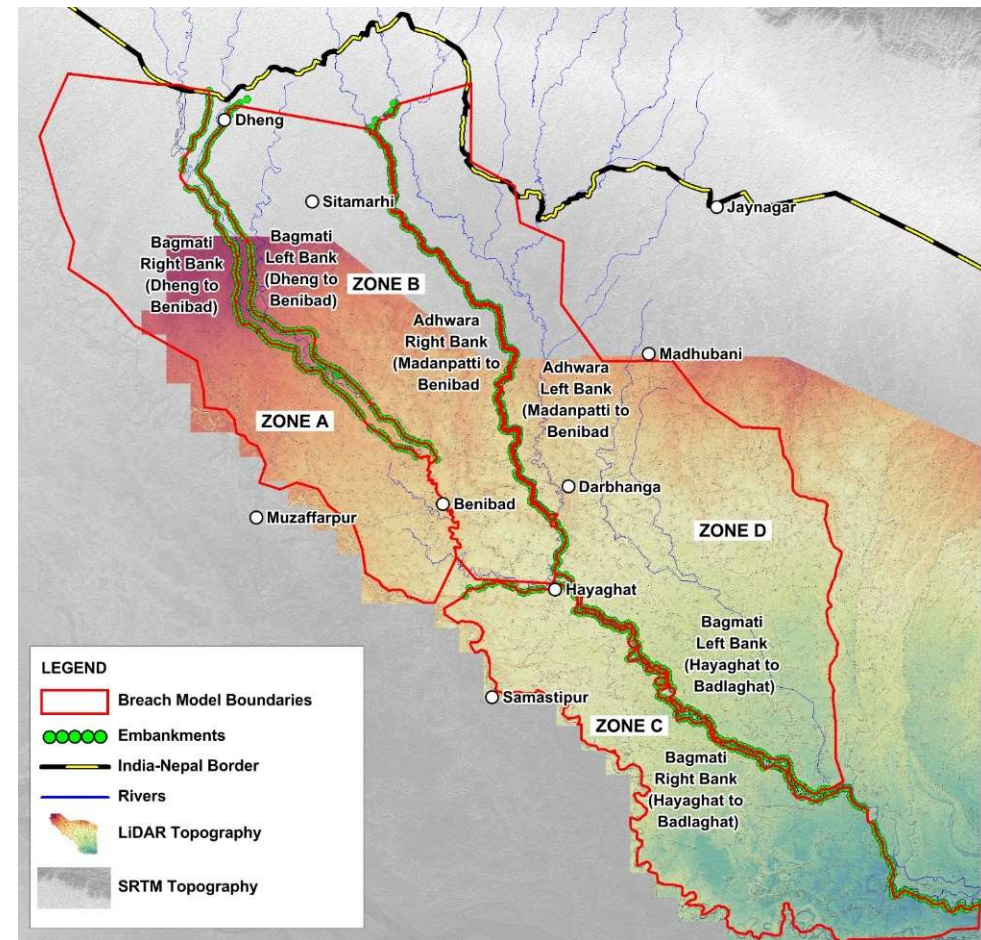 Dheng
Sitamarhi
Jaynagar
Bagmati
Right Bank
(Dheng to
Benibad)
Bagmati
Left Bank
(Dheng to
Benibad)
ZONE B
Adhwara
Right Bank
(Madanpatti to
Benibad
Madhubani
Adhwara
Left Bank
(Madanpatti to
Benibad
ZONE A
Darbhanga
Benibad
Muzaffarpur
ZONE D
Hayaghat
Bagmati
Left Bank
(Hayaghat to
Badlaghat)
Samastipur
ZONE C
Bagmati
Right Bank
(Hayaghat to
Badlaghat)
LEGEND
Breach Model Boundaries
Embankments
India-Nepal Border
Rivers
LiDAR Topography
SRTM Topography